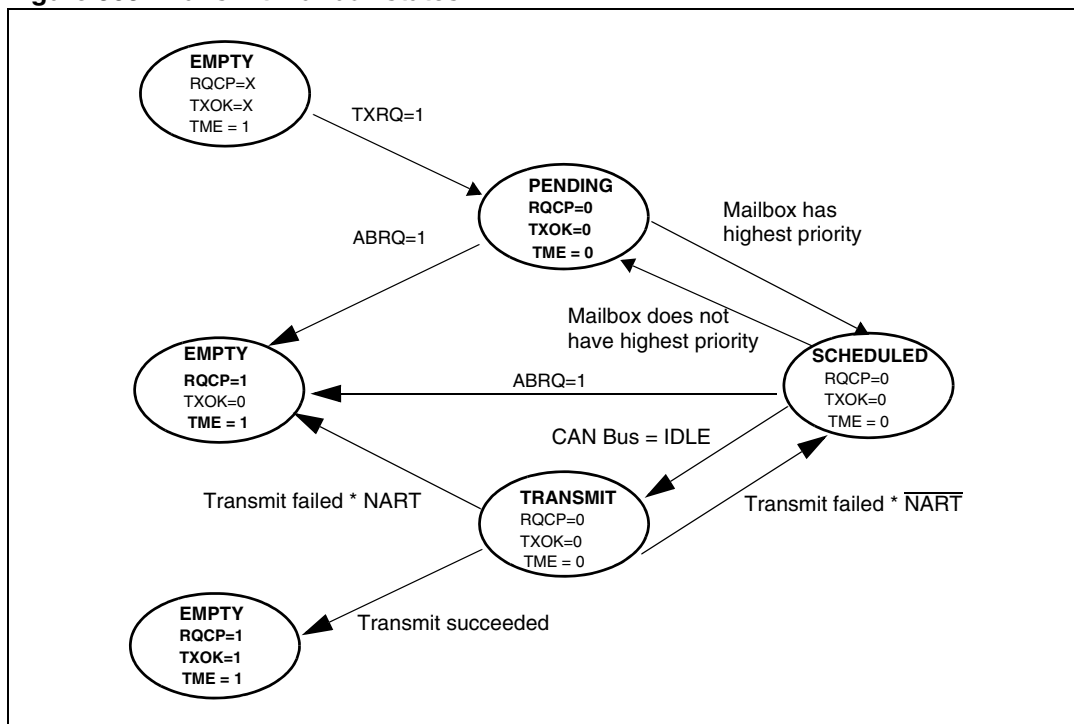 EMPTY
RQCP=X
TXOK=X
TME = 1
TXRQ=1
PENDING
RQCP=0
TXOK=0
TME = 0
Mailbox has
highest priority
ABRQ=1
Mailbox does not
have highest priority
EMPTY
RQCP=1
TXOK=0
TME = 1
SCHEDULED
RQCP=0
TXOK=0
TME = 0
ABRQ=1
CAN Bus = IDLE
Transmit failed * NART
TRANSMIT
RQCP=0
TXOK=0
TME = 0
Transmit failed * N̅A̅R̅T̅
EMPTY
RQCP=1
TXOK=1
TME = 1
Transmit succeeded